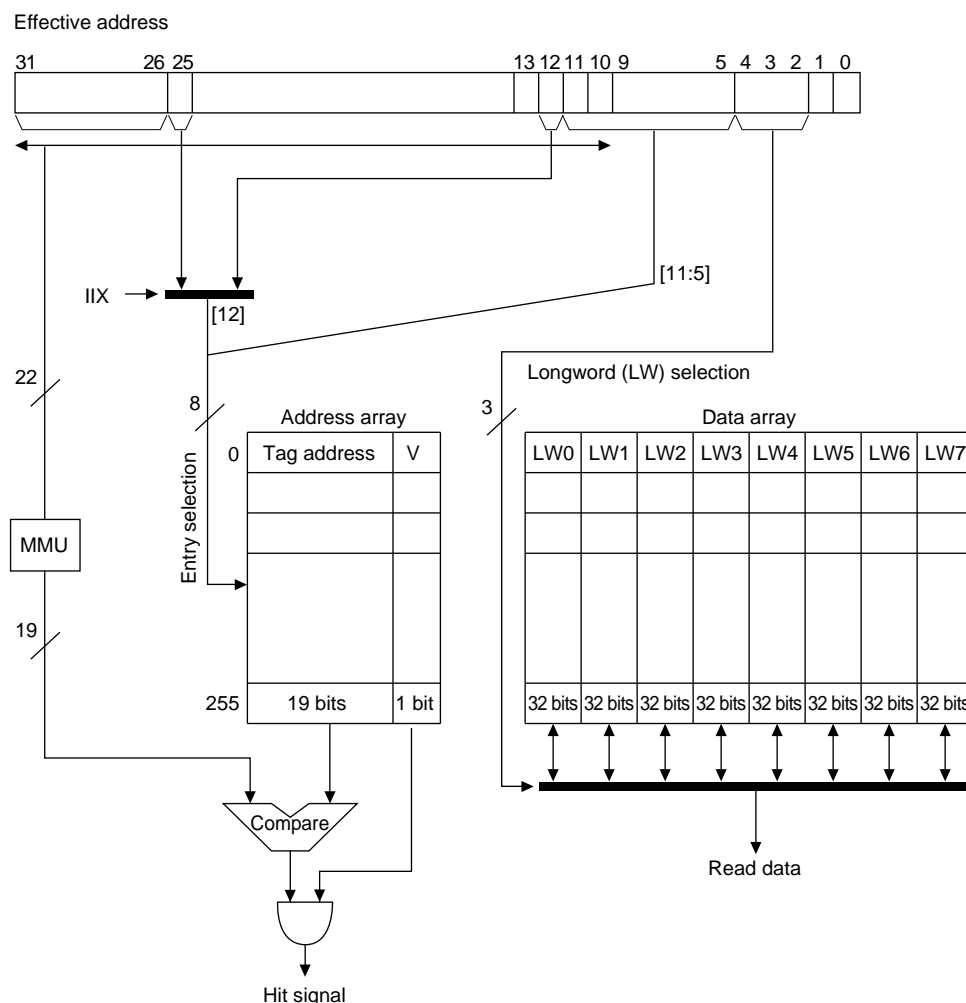 Effective address
31 26 25 13 12 11 10 9 5 4 3 2 1 0
IIX
[12]
[11:5]
22
Longword (LW) selection
8
3
Address array
Data array
0 Tag address V
LW0 LW1 LW2 LW3 LW4 LW5 LW6 LW7
Entry selection
MMU
19
255 19 bits 1 bit
32 bits 32 bits 32 bits 32 bits 32 bits 32 bits 32 bits 32 bits
Compare
Read data
Hit signal